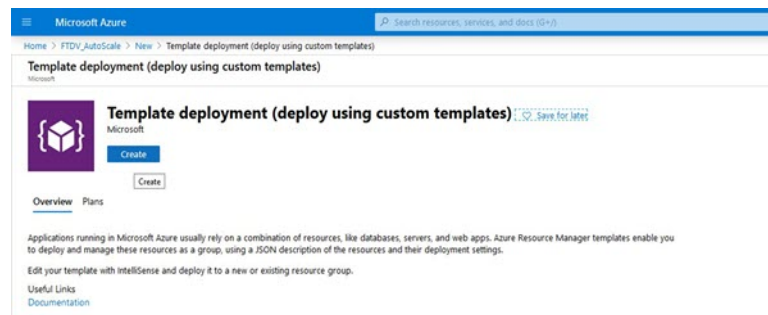 Microsoft Azure
Search resources, services, and docs (G+/)
Home > FTDV_AutoScale > New > Template deployment (deploy using custom templates)
Template deployment (deploy using custom templates)
Microsoft
Template deployment (deploy using custom templates)
Save for later
Microsoft
Create
Create
Overview Plans
Applications running in Microsoft Azure usually rely on a combination of resources, like databases, servers, and web apps. Azure Resource Manager templates enable you
to deploy and manage these resources as a group, using a JSON description of the resources and their deployment settings.
Edit your template with IntelliSense and deploy it to a new or existing resource group.
Useful Links
Documentation